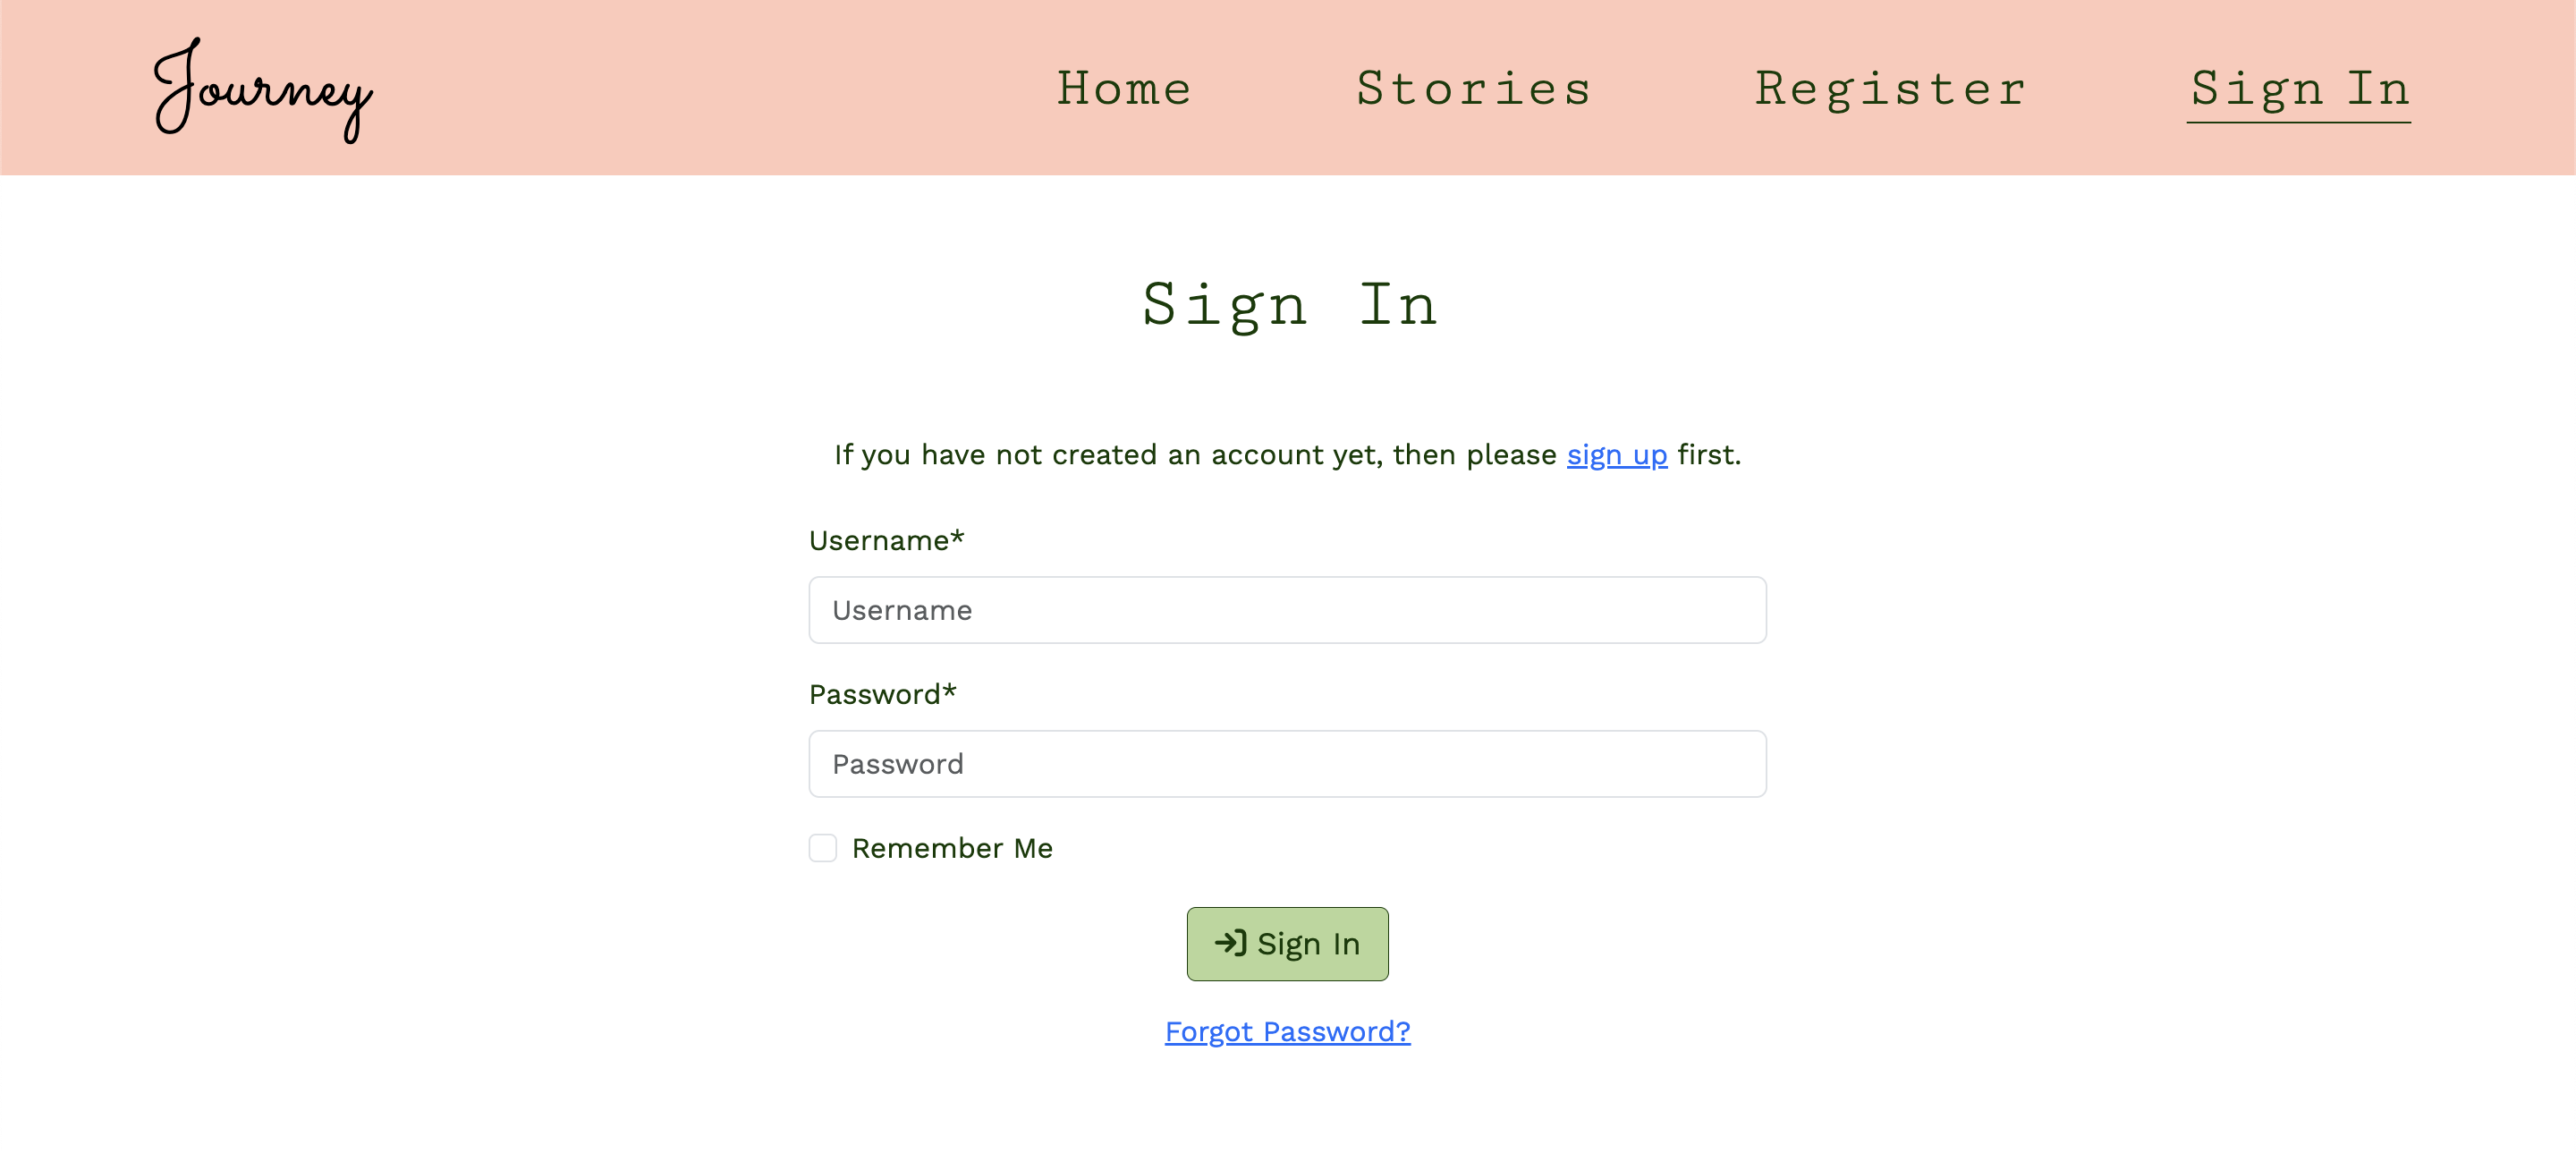 Journey Home Stories Register Sign In
Sign In
If you have not created an account yet, then please sign up first.
Username*
Username
Password*
Password
Remember Me
Sign In
Forgot Password?